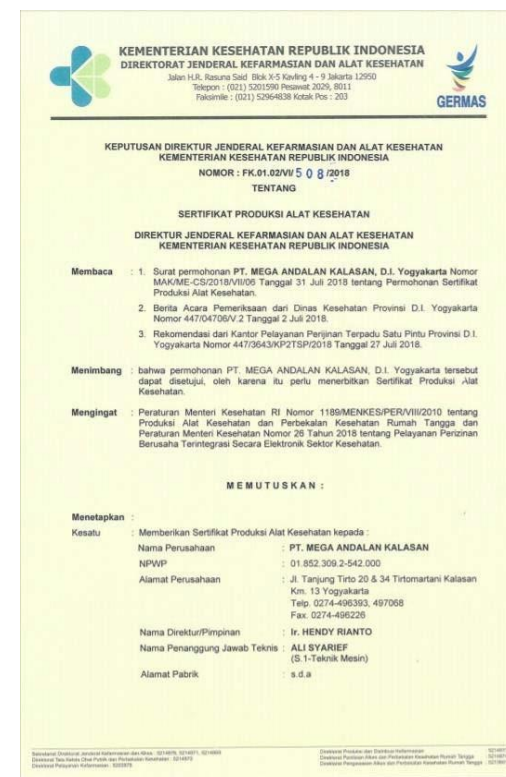 KEMENTERIAN KESEHATAN REPUBLIK INDONESIA
DIREKTORAT JENDERAL KEFARMASIAN DAN ALAT KESEHATAN
Jalan H.R. Rasuna Said Blok X-5 Kavling 4 - 9 Jakarta 12950
Telepon : (021) 5201590 Pesawat 2029, 8011
Faksimile : (021) 52964838 Kotak Pos : 203
GERMAS
KEPUTUSAN DIREKTUR JENDERAL KEFARMASIAN DAN ALAT KESEHATAN
KEMENTERIAN KESEHATAN REPUBLIK INDONESIA
NOMOR : FK.01.02/VI/ 5 0 8 /2018
TENTANG
SERTIFIKAT PRODUKSI ALAT KESEHATAN
DIREKTUR JENDERAL KEFARMASIAN DAN ALAT KESEHATAN
KEMENTERIAN KESEHATAN REPUBLIK INDONESIA
Membaca : 1. Surat permohonan PT. MEGA ANDALAN KALASAN, D.I. Yogyakarta Nomor
MAK/ME-CS/2018/VII/06 Tanggal 31 Juli 2018 tentang Permohonan Sertifikat
Produksi Alat Kesehatan.
2. Berita Acara Pemeriksaan dari Dinas Kesehatan Provinsi D.I. Yogyakarta
Nomor 447/04706/V.2 Tanggal 2 Juli 2018.
3. Rekomendasi dari Kantor Pelayanan Perijinan Terpadu Satu Pintu Provinsi D.I.
Yogyakarta Nomor 447/3643/KP2TSP/2018 Tanggal 27 Juli 2018.
Menimbang : bahwa permohonan PT. MEGA ANDALAN KALASAN, D.I. Yogyakarta tersebut
dapat disetujui, oleh karena itu perlu menerbitkan Sertifikat Produksi Alat
Kesehatan.
Mengingat : Peraturan Menteri Kesehatan RI Nomor 1189/MENKES/PER/VIII/2010 tentang
Produksi Alat Kesehatan dan Perbekalan Kesehatan Rumah Tangga dan
Peraturan Menteri Kesehatan Nomor 26 Tahun 2018 tentang Pelayanan Perizinan
Berusaha Terintegrasi Secara Elektronik Sektor Kesehatan.
M E M U T U S K A N :
Menetapkan :
Kesatu : Memberikan Sertifikat Produksi Alat Kesehatan kepada :
Nama Perusahaan : PT. MEGA ANDALAN KALASAN
NPWP : 01.852.309.2-542.000
Alamat Perusahaan : Jl. Tanjung Tirto 20 & 34 Tirtomartani Kalasan
Km. 13 Yogyakarta
Telp. 0274-496393, 497068
Fax. 0274-496226
Nama Direktur/Pimpinan : Ir. HENDY RIANTO
Nama Penanggung Jawab Teknis : ALI SYARIEF
(S.1-Teknik Mesin)
Alamat Pabrik : s.d.a